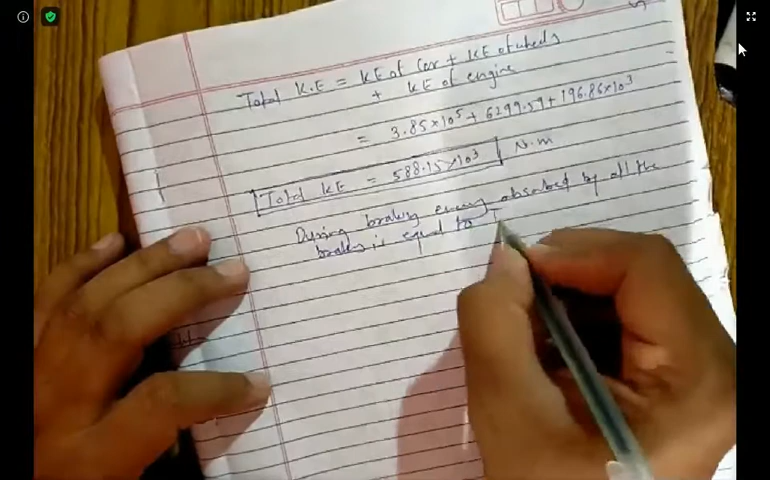 Total K.E = KE of Car + KE of wheels
+ KE of engine
= 3.85×10⁵ + 6299.59 + 196.86×10³
Total KE = 588.15×10³ N.m
During braking energy absorbed by all the
brakes is equal to T